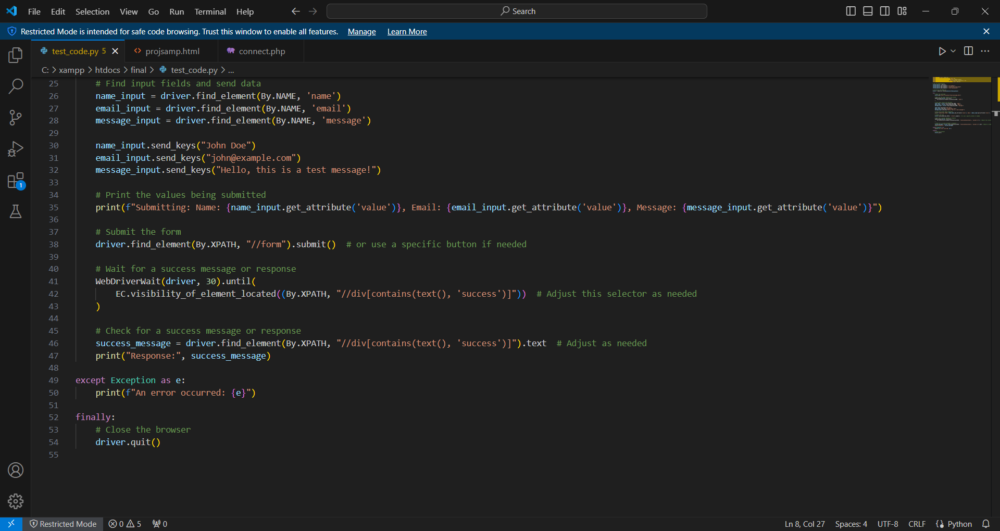 File Edit Selection View Go Run Terminal Help Search
Restricted Mode is intended for safe code browsing. Trust this window to enable all features. Manage Learn More
test_code.py 5 projsamp.html connect.php
C: > xampp > htdocs > final > test_code.py > ...
25 # Find input fields and send data
26 name_input = driver.find_element(By.NAME, 'name')
27 email_input = driver.find_element(By.NAME, 'email')
28 message_input = driver.find_element(By.NAME, 'message')
29
30 name_input.send_keys("John Doe")
31 email_input.send_keys("john@example.com")
32 message_input.send_keys("Hello, this is a test message!")
33
34 # Print the values being submitted
35 print(f"Submitting: Name: {name_input.get_attribute('value')}, Email: {email_input.get_attribute('value')}, Message: {message_input.get_attribute('value')}")
36
37 # Submit the form
38 driver.find_element(By.XPATH, "//form").submit()  # or use a specific button if needed
39
40 # Wait for a success message or response
41 WebDriverWait(driver, 30).until(
42 EC.visibility_of_element_located((By.XPATH, "//div[contains(text(), 'success')]"))  # Adjust this selector as needed
43 )
44
45 # Check for a success message or response
46 success_message = driver.find_element(By.XPATH, "//div[contains(text(), 'success')]").text  # Adjust as needed
47 print("Response:", success_message)
48
49 except Exception as e:
50 print(f"An error occurred: {e}")
51
52 finally:
53 # Close the browser
54 driver.quit()
55
1
Restricted Mode 0 5 0 Ln 8, Col 27 Spaces: 4 UTF-8 CRLF Python